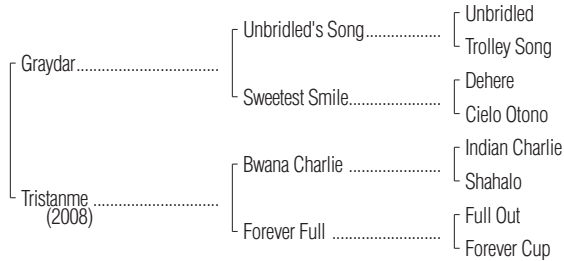 Unbridled
Unbridled's Song
Trolley Song
Graydar
Dehere
Sweetest Smile
Cielo Otono
Indian Charlie
Bwana Charlie
Shahalo
Tristanme
(2008)
Full Out
Forever Full
Forever Cup